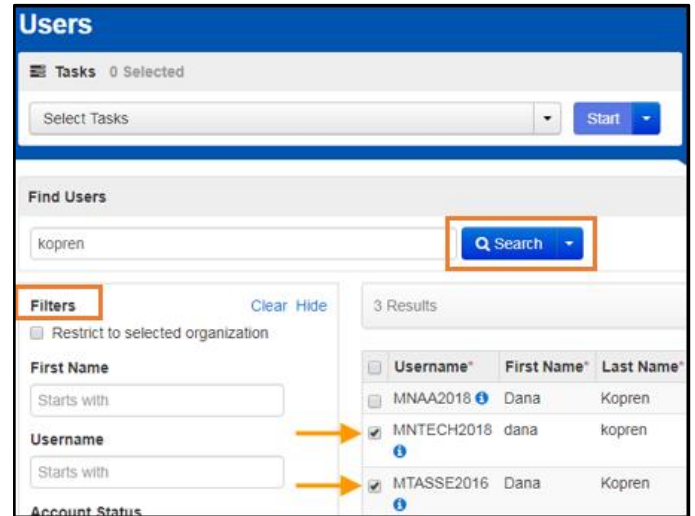 Users
Tasks 0 Selected
Select Tasks
Start
Find Users
kopren
Search
Filters Clear Hide
Restrict to selected organization
First Name
Starts with
Username
Starts with
Account Status
3 Results
Username* First Name* Last Name*
MNAA2018 Dana Kopren
MNTECH2018 dana kopren
MTASSE2016 Dana Kopren